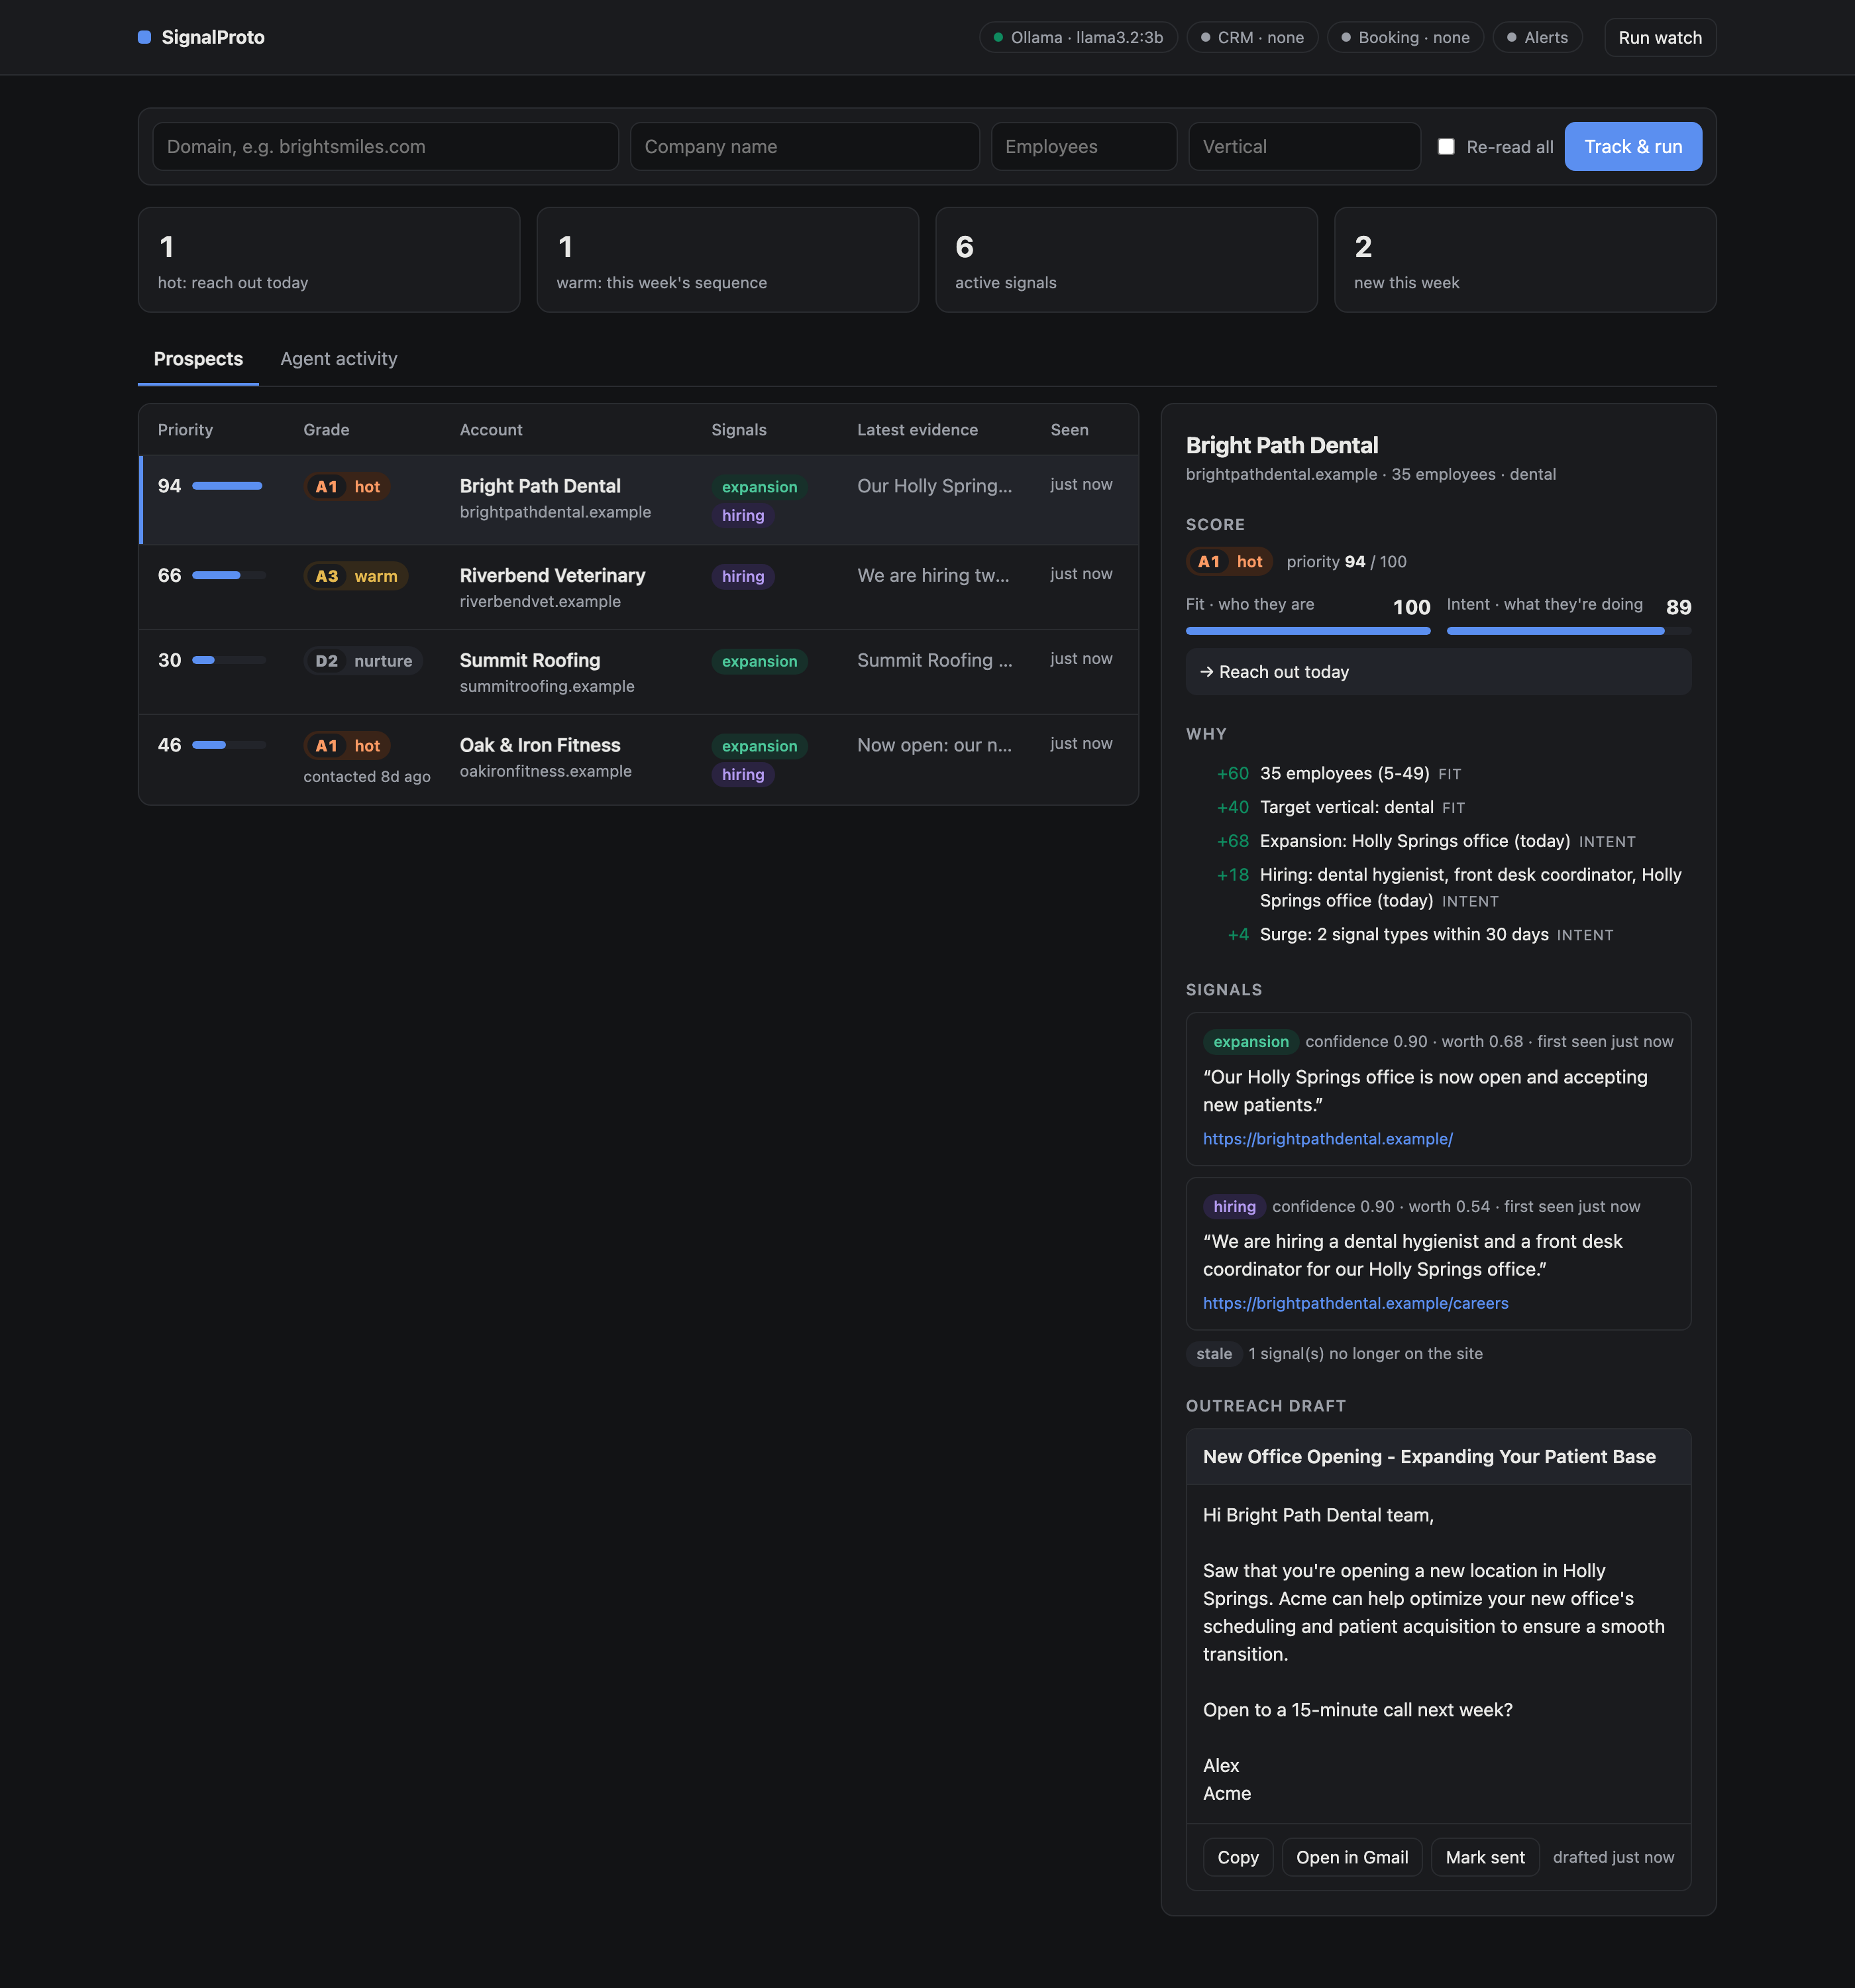 SignalProto
Ollama · llama3.2:3b
CRM · none
Booking · none
Alerts
Run watch
Domain, e.g. brightsmiles.com
Company name
Employees
Vertical
Re-read all
Track & run
1
hot: reach out today
1
warm: this week's sequence
6
active signals
2
new this week
Prospects
Agent activity
Priority Grade Account Signals Latest evidence Seen
94 A1 hot Bright Path Dental expansion Our Holly Spring... just now
brightpathdental.example hiring
66 A3 warm Riverbend Veterinary hiring We are hiring tw... just now
riverbendvet.example
30 D2 nurture Summit Roofing expansion Summit Roofing ... just now
summitroofing.example
46 A1 hot Oak & Iron Fitness expansion Now open: our n... just now
contacted 8d ago oakironfitness.example hiring
Bright Path Dental
brightpathdental.example · 35 employees · dental
SCORE
A1 hot priority 94 / 100
Fit · who they are 100
Intent · what they're doing 89
→ Reach out today
WHY
+60 35 employees (5-49) FIT
+40 Target vertical: dental FIT
+68 Expansion: Holly Springs office (today) INTENT
+18 Hiring: dental hygienist, front desk coordinator, Holly
Springs office (today) INTENT
+4 Surge: 2 signal types within 30 days INTENT
SIGNALS
expansion confidence 0.90 · worth 0.68 · first seen just now
“Our Holly Springs office is now open and accepting
new patients.”
https://brightpathdental.example/
hiring confidence 0.90 · worth 0.54 · first seen just now
“We are hiring a dental hygienist and a front desk
coordinator for our Holly Springs office.”
https://brightpathdental.example/careers
stale 1 signal(s) no longer on the site
OUTREACH DRAFT
New Office Opening - Expanding Your Patient Base
Hi Bright Path Dental team,
Saw that you're opening a new location in Holly
Springs. Acme can help optimize your new office's
scheduling and patient acquisition to ensure a smooth
transition.
Open to a 15-minute call next week?
Alex
Acme
Copy
Open in Gmail
Mark sent
drafted just now